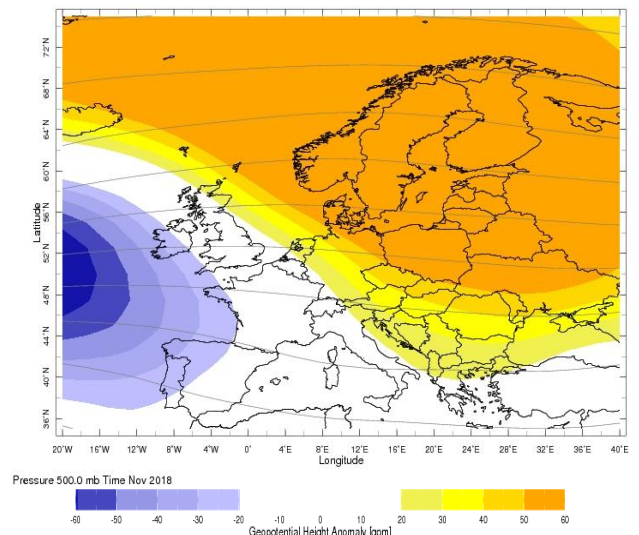 72°N
68°N
64°N
60°N
56°N
52°N
48°N
44°N
40°N
36°N
Latitude
20°W 16°W 12°W 8°W 4°W 0° 4°E 8°E 12°E 16°E 20°E 24°E 28°E 32°E 36°E 40°E
Longitude
Pressure 500.0 mb Time Nov 2018
-60 -50 -40 -30 -20 -10 0 10 20 30 40 50 60
Geopotential Height Anomaly [gpm]